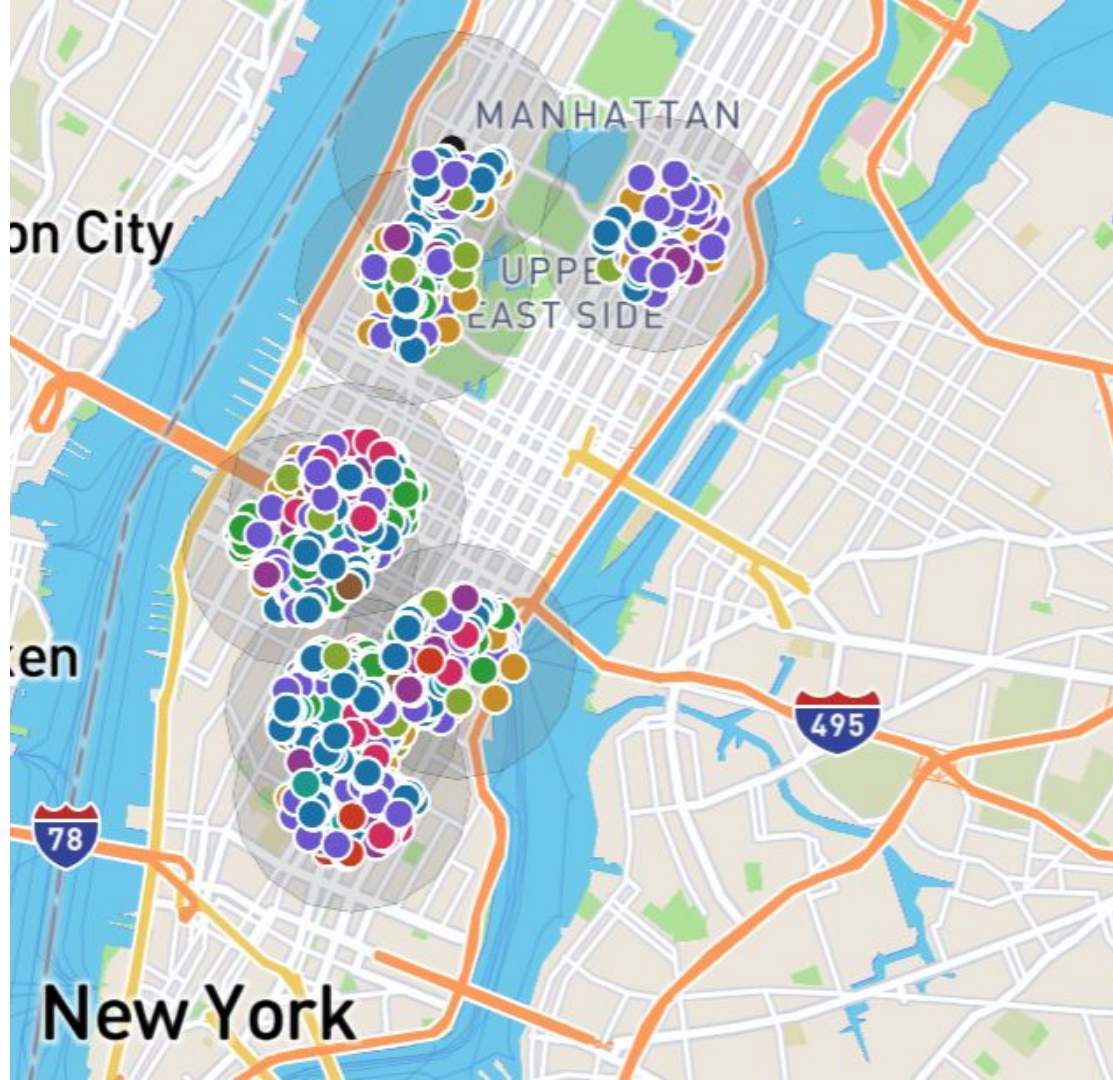 MANHATTAN
on City
UPPE
EAST SIDE
ken
495
78
New York